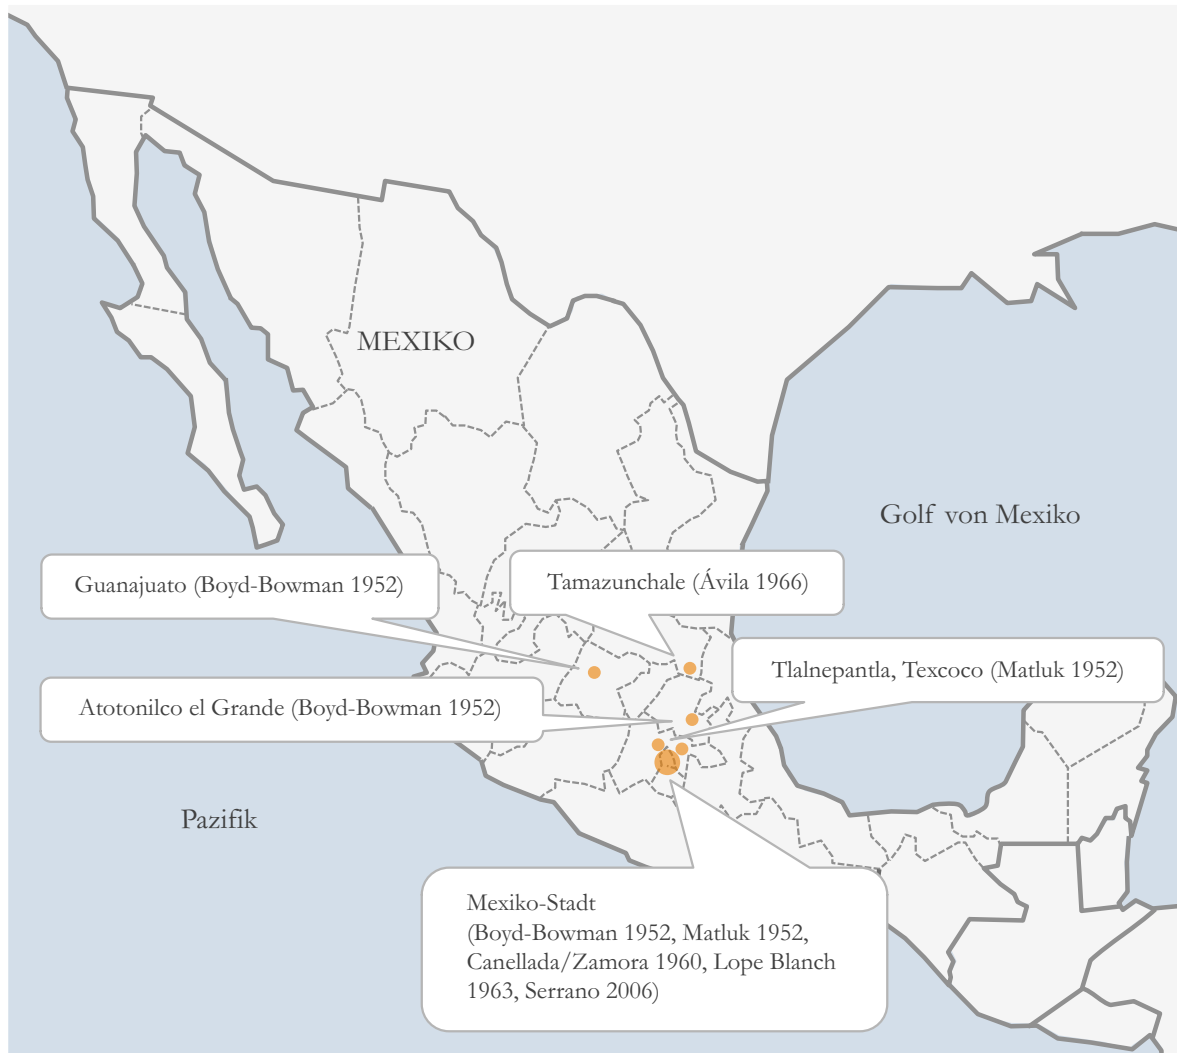 MEXIKO
Golf von Mexiko
Guanajuato (Boyd-Bowman 1952)
Tamazunchale (Ávila 1966)
Tlalnepantla, Texcoco (Matluk 1952)
Atotonilco el Grande (Boyd-Bowman 1952)
Pazifik
Mexiko-Stadt
(Boyd-Bowman 1952, Matluk 1952,
Canellada/Zamora 1960, Lope Blanch
1963, Serrano 2006)